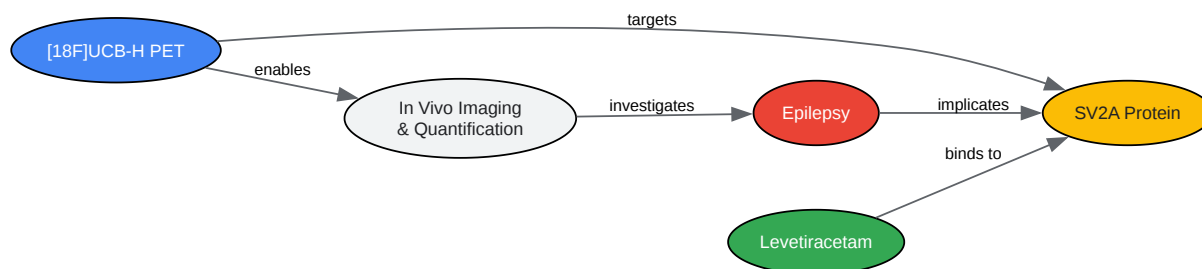 targets
[18F]UCB-H PET
enables
In Vivo Imaging
& Quantification
investigates
Epilepsy
implicates
SV2A Protein
binds to
Levetiracetam